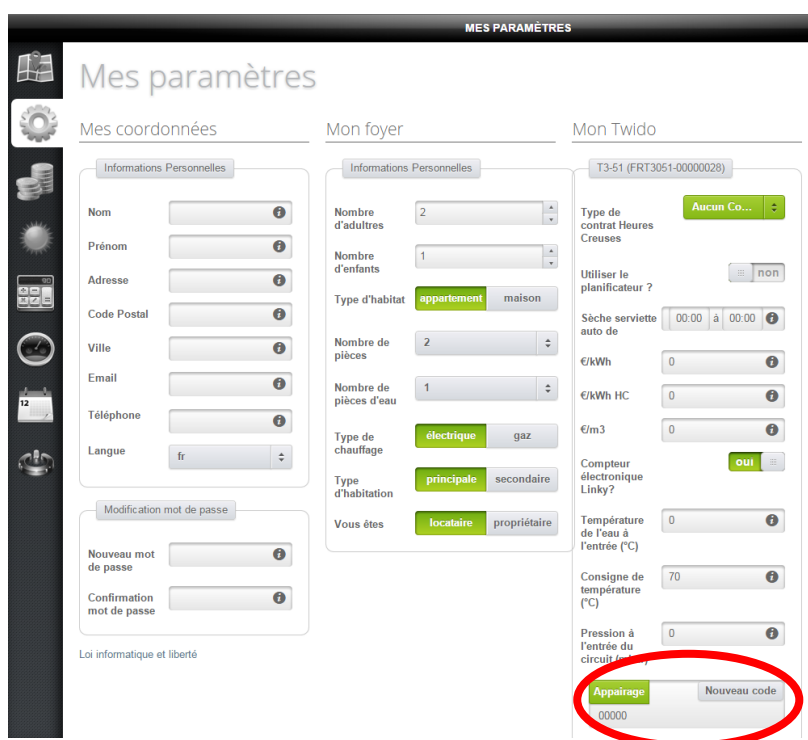 MES PARAMÈTRES
Mes paramètres
Mes coordonnées
Informations Personnelles
Nom
Prénom
Adresse
Code Postal
Ville
Email
Téléphone
Langue
fr
Modification mot de passe
Nouveau mot
de passe
Confirmation
mot de passe
Loi informatique et liberté
Mon foyer
Informations Personnelles
Nombre
d'adultres
2
Nombre
d'enfants
1
Type d'habitat
appartement maison
Nombre de
pièces
2
Nombre de
pièces d'eau
1
Type de
chauffage
électrique gaz
Type
d'habitation
principale secondaire
Vous êtes
locataire propriétaire
Mon Twido
T3-51 (FRT3051-00000028)
Type de
contrat Heures
Creuses
Aucun Co...
Utiliser le
planificateur ?
non
Sèche serviette
auto de
00:00 à 00:00
€/kWh
0
€/kWh HC
0
€/m3
0
Compteur
électronique
Linky?
oui
Température
de l'eau à
l'entrée (°C)
0
Consigne de
température
(°C)
70
Pression à
l'entrée du
circuit
0
Appairage Nouveau code
00000
12